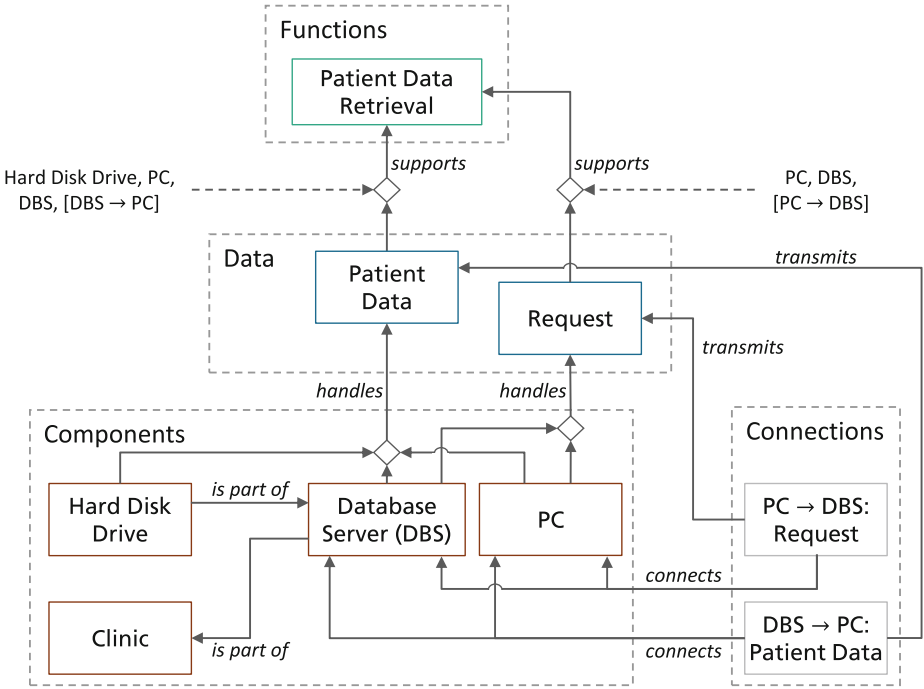 Functions
Patient Data
Retrieval
supports
supports
Hard Disk Drive, PC,
DBS, [DBS → PC]
PC, DBS,
[PC → DBS]
Data
transmits
Patient
Data
Request
transmits
handles
handles
Components
Connections
Hard Disk
Drive
is part of
Database
Server (DBS)
PC
PC → DBS:
Request
connects
Clinic
is part of
connects
DBS → PC:
Patient Data